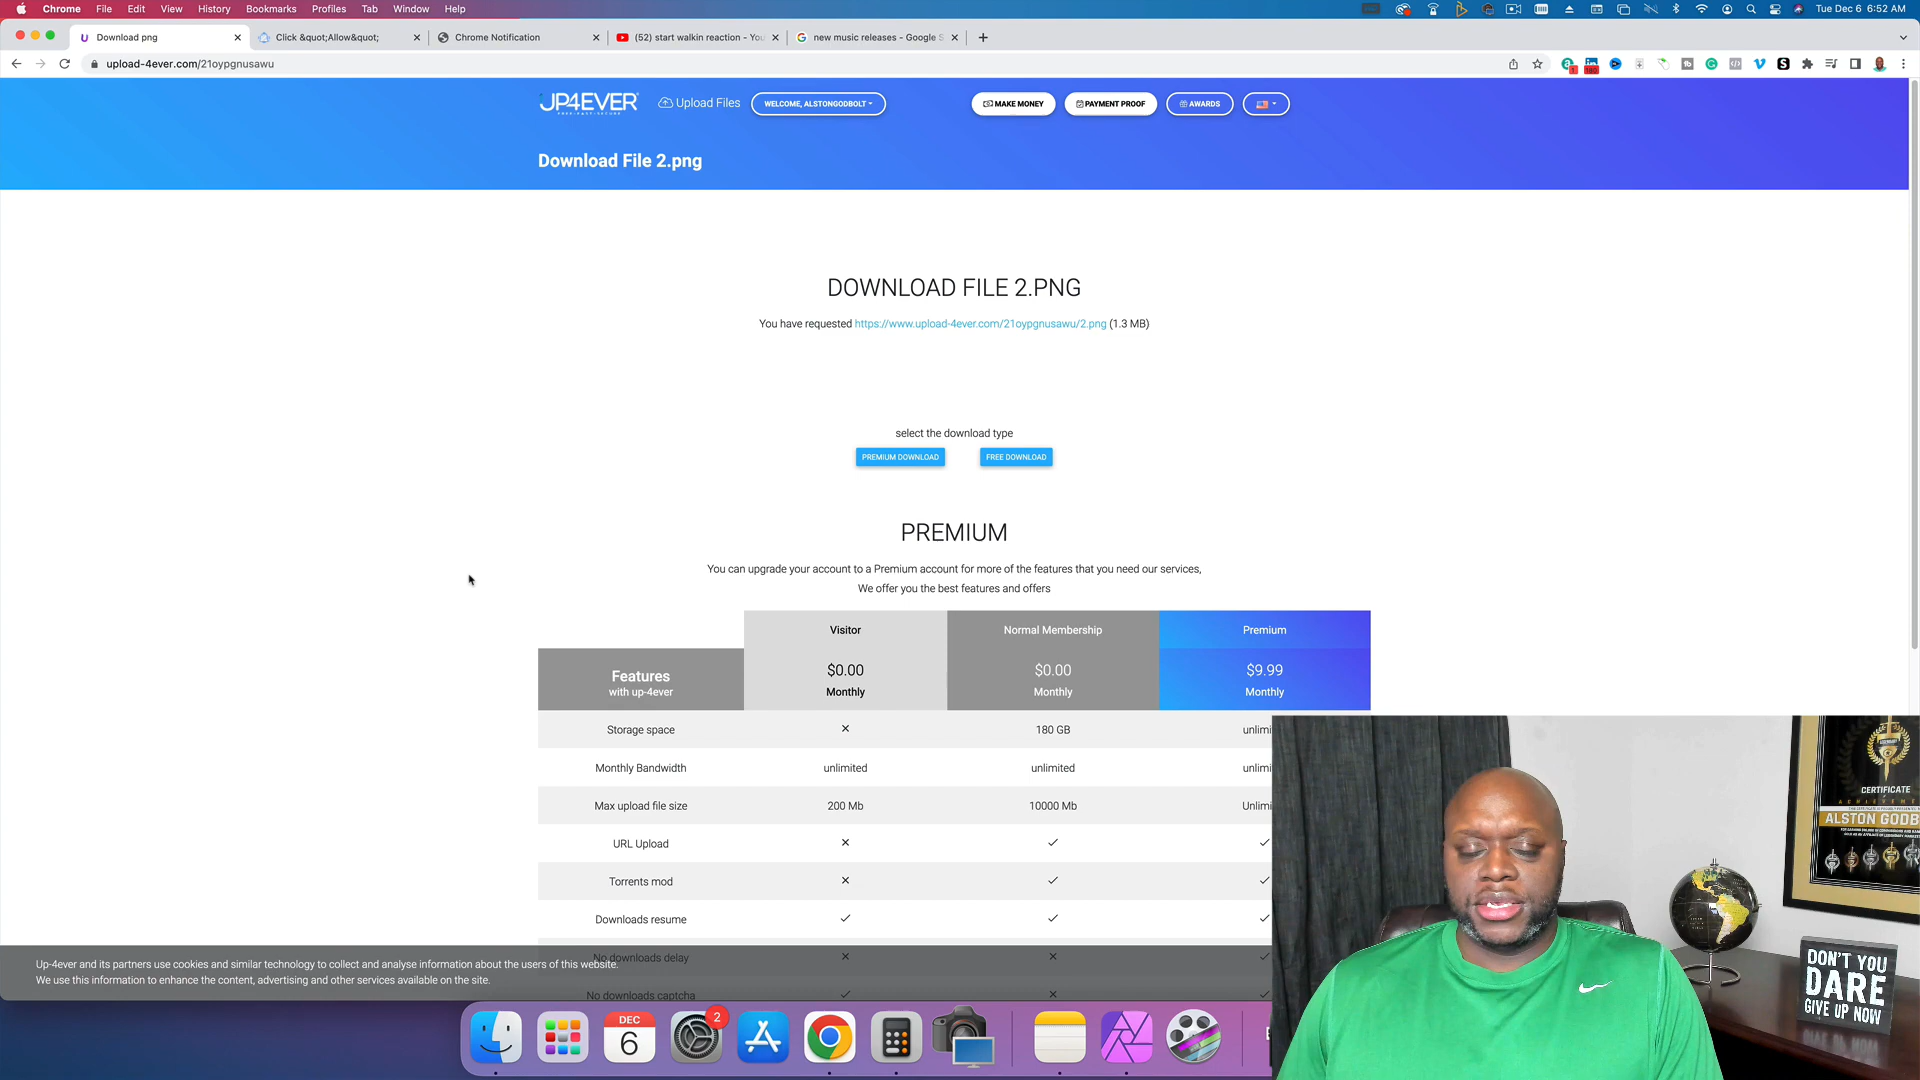 Chrome File Edit View History Bookmarks Profiles Tab Window Help Tue Dec 6 6:52 AM
Download png Click &quot;Allow&quot; Chrome Notification (52) start walkin reaction - You new music releases - Google S
upload-4ever.com/21oypgnusawu
UP4EVER Upload Files WELCOME, ALSTONGODBOLT MAKE MONEY PAYMENT PROOF AWARDS
FREE-FAST-SECURE
Download File 2.png
DOWNLOAD FILE 2.PNG
You have requested https://www.upload-4ever.com/21oypgnusawu/2.png (1.3 MB)
select the download type
PREMIUM DOWNLOAD FREE DOWNLOAD
PREMIUM
You can upgrade your account to a Premium account for more of the features that you need our services,
We offer you the best features and offers
Visitor Normal Membership Premium
Features $0.00 $0.00 $9.99
with up-4ever Monthly Monthly Monthly
Storage space 180 GB unlimi
Monthly Bandwidth unlimited unlimited unlimi
Max upload file size 200 Mb 10000 Mb Unlimi
URL Upload
Torrents mod
Downloads resume
No downloads delay
Up-4ever and its partners use cookies and similar technology to collect and analyse information about the users of this website.
We use this information to enhance the content, advertising and other services available on the site.
No downloads captcha
DEC
6
2
CERTIFICATE
ACHIEVEMENT
ALSTON GODB
DON'T YOU
DARE
GIVE UP NOW